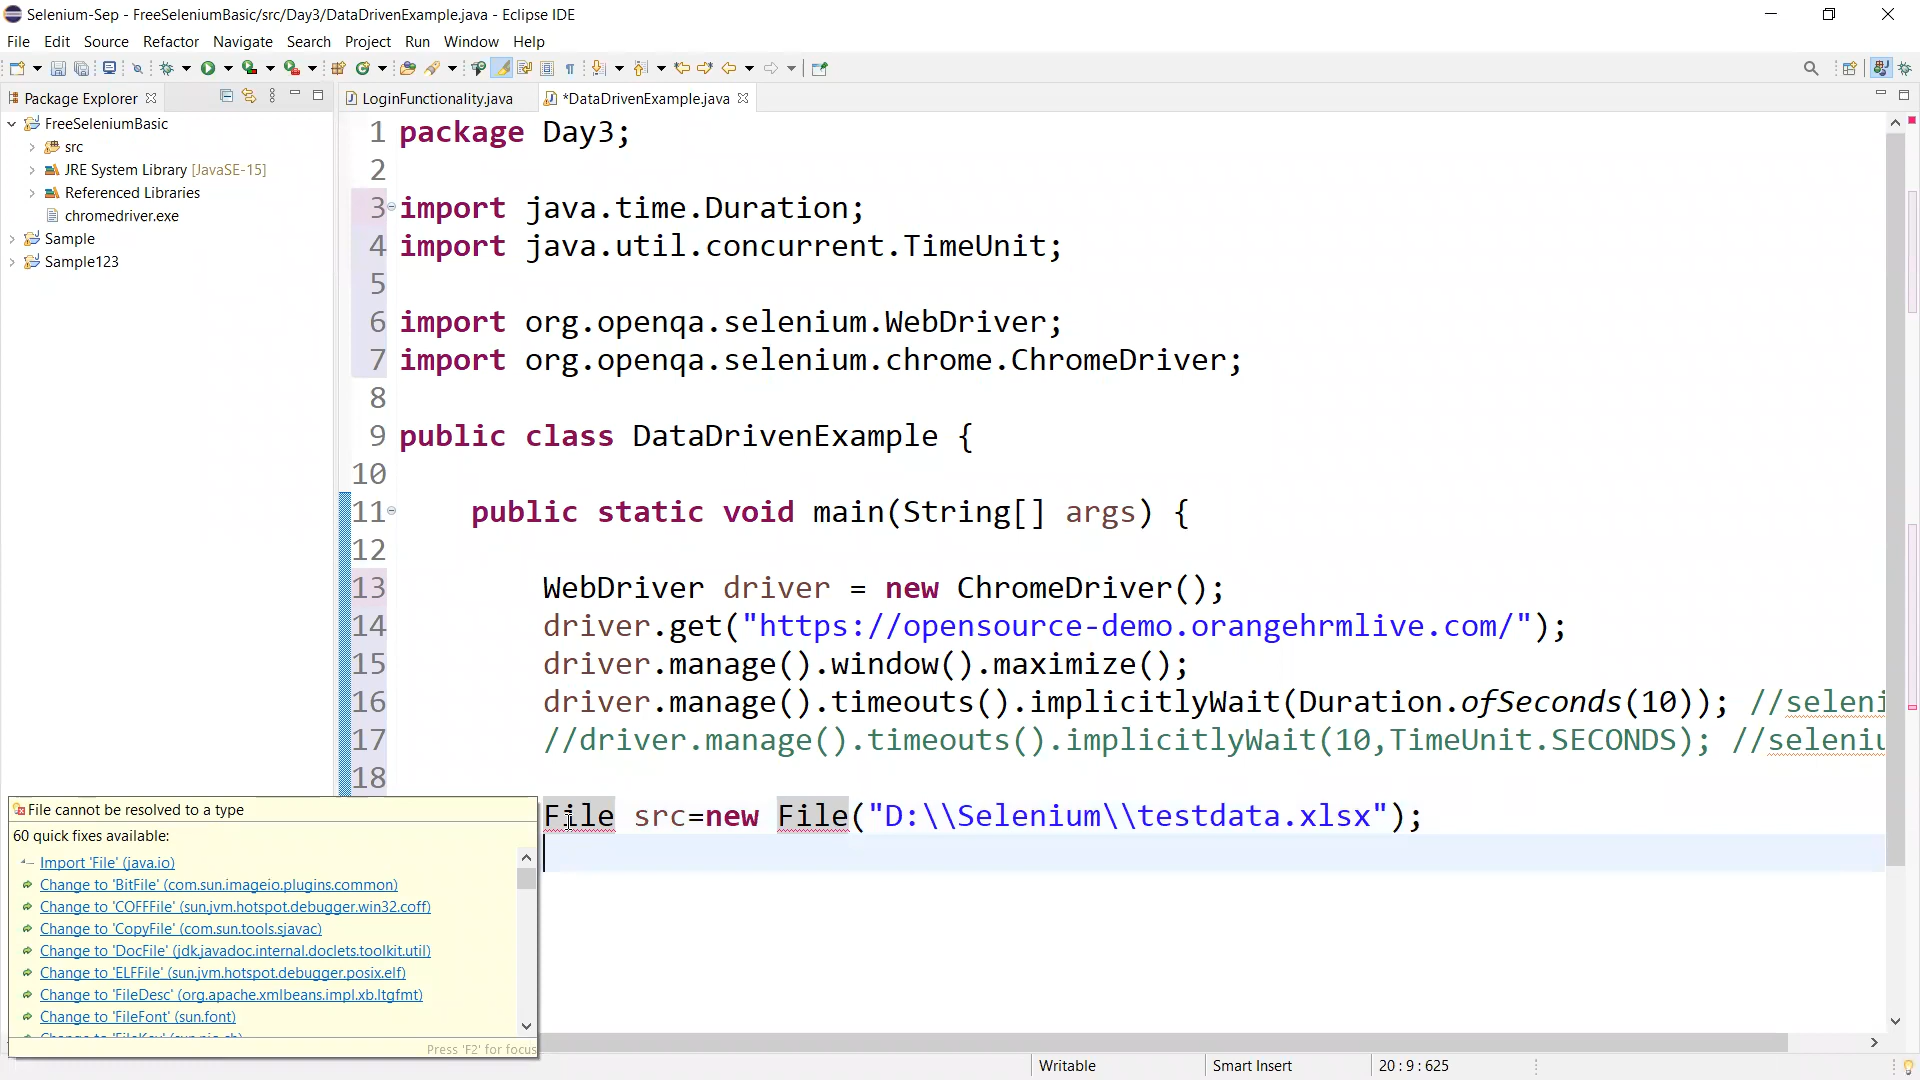 Selenium-Sep - FreeSeleniumBasic/src/Day3/DataDrivenExample.java - Eclipse IDE
File Edit Source Refactor Navigate Search Project Run Window Help
Package Explorer
LoginFunctionality.java
*DataDrivenExample.java
FreeSeleniumBasic
src
JRE System Library [JavaSE-15]
Referenced Libraries
chromedriver.exe
Sample
Sample123
1 package Day3;
2
3 import java.time.Duration;
4 import java.util.concurrent.TimeUnit;
5
6 import org.openqa.selenium.WebDriver;
7 import org.openqa.selenium.chrome.ChromeDriver;
8
9 public class DataDrivenExample {
10
11 public static void main(String[] args) {
12
13 WebDriver driver = new ChromeDriver();
14 driver.get("https://opensource-demo.orangehrmlive.com/");
15 driver.manage().window().maximize();
16 driver.manage().timeouts().implicitlyWait(Duration.ofSeconds(10)); //seleni
17 //driver.manage().timeouts().implicitlyWait(10,TimeUnit.SECONDS); //seleniu
18
File src=new File("D:\\Selenium\\testdata.xlsx");
File cannot be resolved to a type
60 quick fixes available:
Import 'File' (java.io)
Change to 'BitFile' (com.sun.imageio.plugins.common)
Change to 'COFFFile' (sun.jvm.hotspot.debugger.win32.coff)
Change to 'CopyFile' (com.sun.tools.sjavac)
Change to 'DocFile' (jdk.javadoc.internal.doclets.toolkit.util)
Change to 'ELFFile' (sun.jvm.hotspot.debugger.posix.elf)
Change to 'FileDesc' (org.apache.xmlbeans.impl.xb.ltgfmt)
Change to 'FileFont' (sun.font)
Press 'F2' for focus
Writable
Smart Insert
20 : 9 : 625